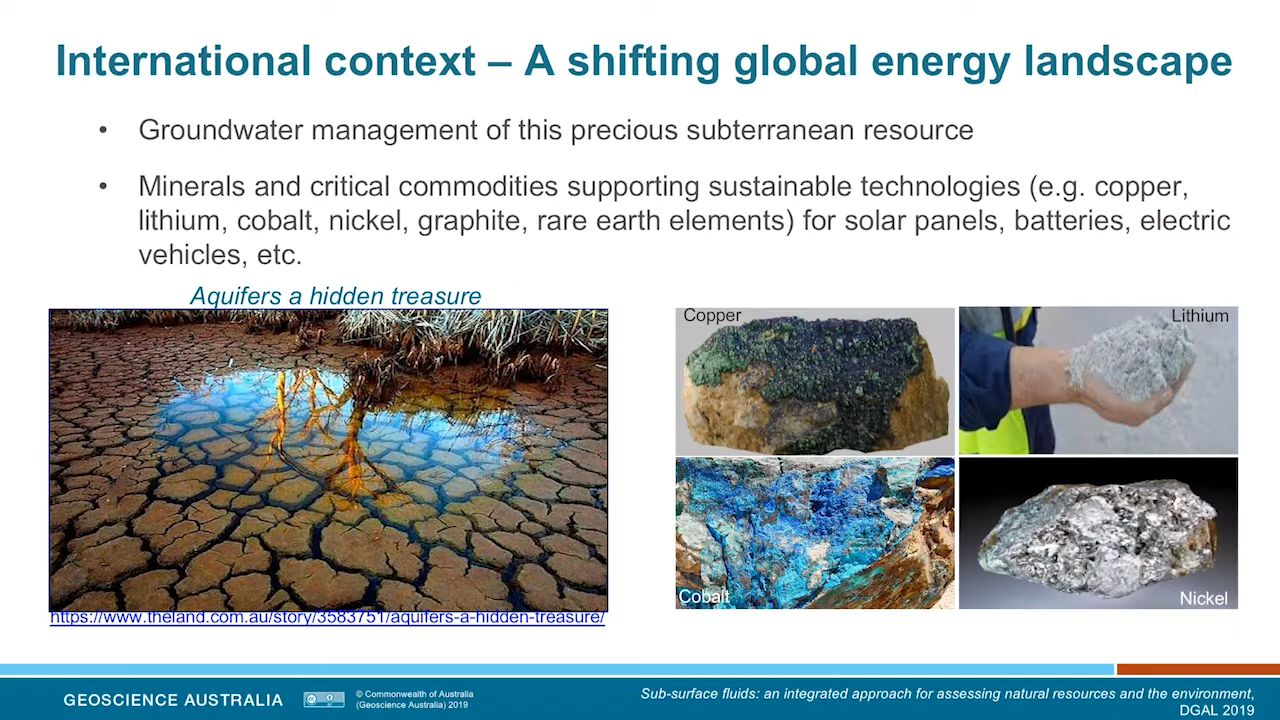 International context – A shifting global energy landscape
• Groundwater management of this precious subterranean resource
• Minerals and critical commodities supporting sustainable technologies (e.g. copper,
lithium, cobalt, nickel, graphite, rare earth elements) for solar panels, batteries, electric
vehicles, etc.
Aquifers a hidden treasure
Copper
Lithium
Cobalt
Nickel
https://www.theland.com.au/story/3583751/aquifers-a-hidden-treasure/
GEOSCIENCE AUSTRALIA
© Commonwealth of Australia
(Geoscience Australia) 2019
Sub-surface fluids: an integrated approach for assessing natural resources and the environment,
DGAL 2019